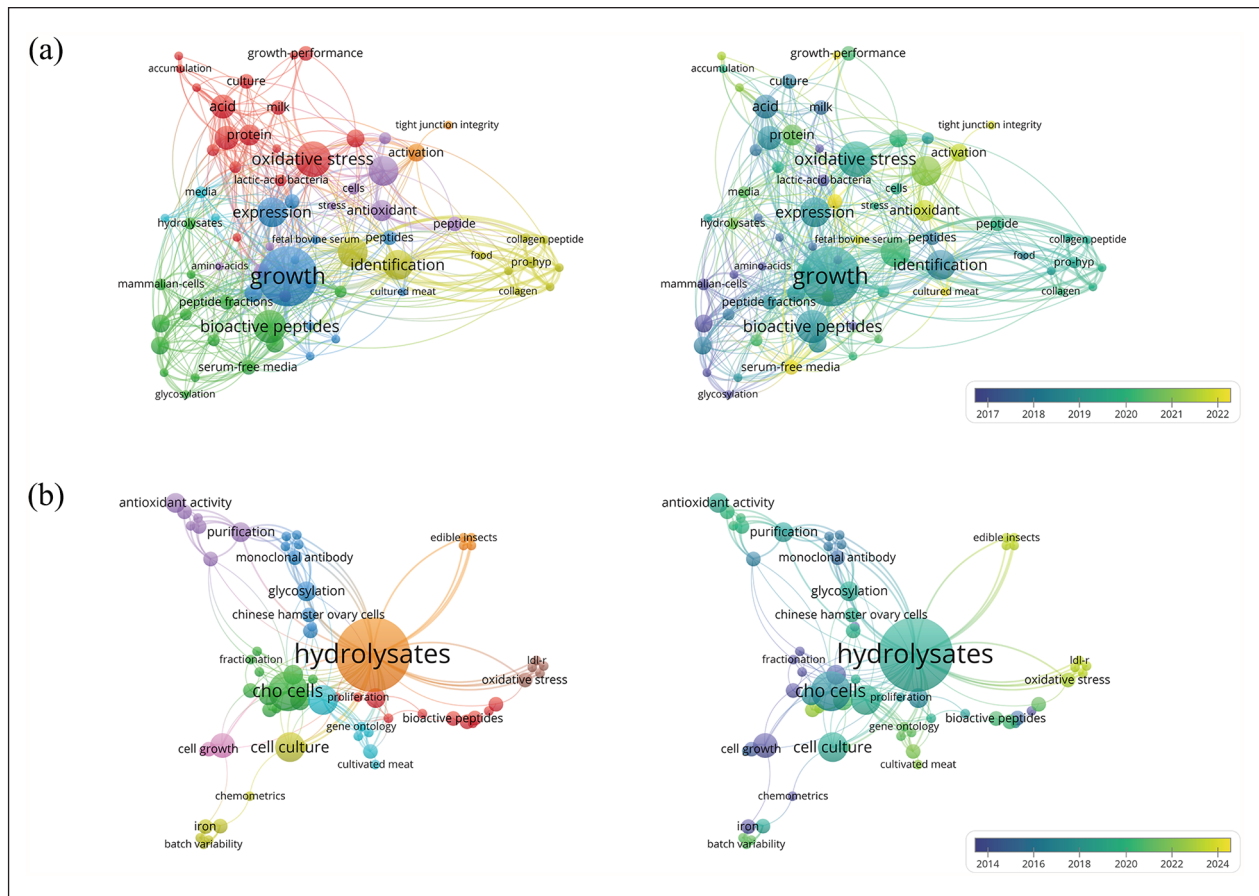 (a)
growth-performance
accumulation
culture
acid
milk
protein
tight junction integrity
activation
oxidative stress
lactic-acid bacteria
cells
media
stress
antioxidant
expression
hydrolysates
peptide
fetal bovine serum
peptides
collagen peptide
food
pro-hyp
amino-acids
identification
growth
mammalian-cells
cultured meat
collagen
peptide fractions
bioactive peptides
serum-free media
glycosylation
growth-performance
accumulation
culture
acid
milk
protein
tight junction integrity
activation
oxidative stress
lactic-acid bacteria
cells
media
stress
antioxidant
expression
hydrolysates
peptide
fetal bovine serum
peptides
collagen peptide
food
pro-hyp
amino-acids
identification
growth
mammalian-cells
cultured meat
collagen
peptide fractions
bioactive peptides
serum-free media
glycosylation
2017 2018 2019 2020 2021 2022
(b)
antioxidant activity
purification
edible insects
monoclonal antibody
glycosylation
chinese hamster ovary cells
hydrolysates
fractionation
ldl-r
oxidative stress
cho cells
proliferation
bioactive peptides
gene ontology
cell growth
cell culture
cultivated meat
chemometrics
iron
batch variability
antioxidant activity
purification
edible insects
monoclonal antibody
glycosylation
chinese hamster ovary cells
hydrolysates
fractionation
ldl-r
oxidative stress
cho cells
proliferation
bioactive peptides
gene ontology
cell growth
cell culture
cultivated meat
chemometrics
iron
batch variability
2014 2016 2018 2020 2022 2024